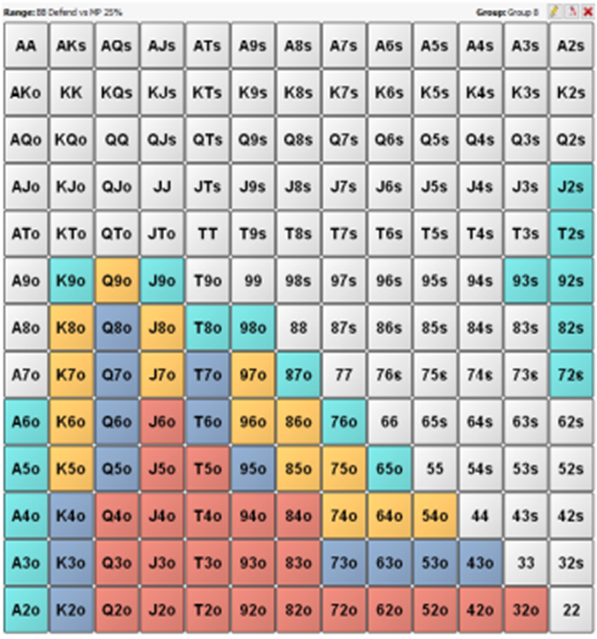 Range: BB Defend vs MP 25% Group: Group 8
AA AKs AQs AJs ATs A9s A8s A7s A6s A5s A4s A3s A2s
AKo KK KQs KJs KTs K9s K8s K7s K6s K5s K4s K3s K2s
AQo KQo QQ QJs QTs Q9s Q8s Q7s Q6s Q5s Q4s Q3s Q2s
AJo KJo QJo JJ JTs J9s J8s J7s J6s J5s J4s J3s J2s
ATo KTo QTo JTo TT T9s T8s T7s T6s T5s T4s T3s T2s
A9o K9o Q9o J9o T9o 99 98s 97s 96s 95s 94s 93s 92s
A8o K8o Q8o J8o T8o 98o 88 87s 86s 85s 84s 83s 82s
A7o K7o Q7o J7o T7o 97o 87o 77 76s 75s 74s 73s 72s
A6o K6o Q6o J6o T6o 96o 86o 76o 66 65s 64s 63s 62s
A5o K5o Q5o J5o T5o 95o 85o 75o 65o 55 54s 53s 52s
A4o K4o Q4o J4o T4o 94o 84o 74o 64o 54o 44 43s 42s
A3o K3o Q3o J3o T3o 93o 83o 73o 63o 53o 43o 33 32s
A2o K2o Q2o J2o T2o 92o 82o 72o 62o 52o 42o 32o 22